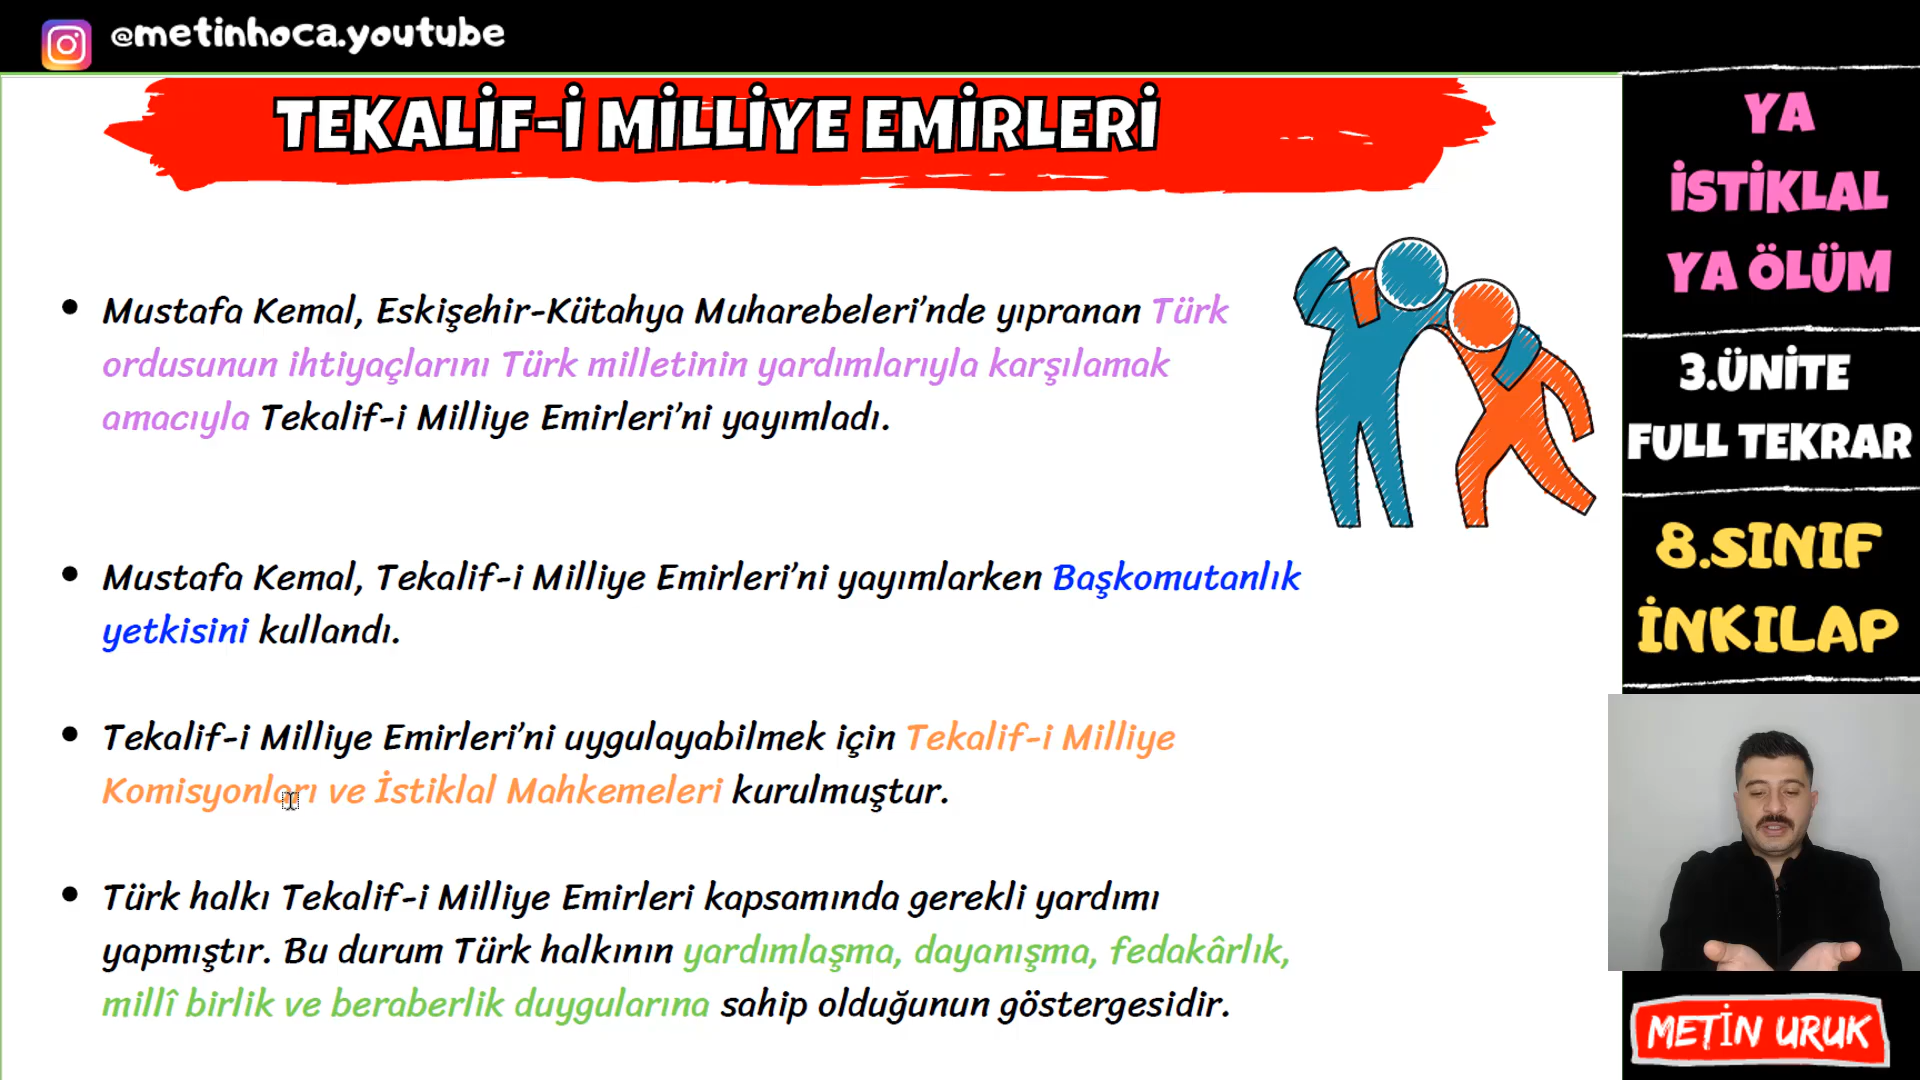 @metinhoca.youtube
TEKALİF-İ MİLLİYE EMİRLERİ
• Mustafa Kemal, Eskişehir-Kütahya Muharebeleri’nde yıpranan Türk
ordusunun ihtiyaçlarını Türk milletinin yardımlarıyla karşılamak
amacıyla Tekalif-i Milliye Emirleri’ni yayımladı.
• Mustafa Kemal, Tekalif-i Milliye Emirleri’ni yayımlarken Başkomutanlık
yetkisini kullandı.
• Tekalif-i Milliye Emirleri’ni uygulayabilmek için Tekalif-i Milliye
Komisyonları ve İstiklal Mahkemeleri kurulmuştur.
• Türk halkı Tekalif-i Milliye Emirleri kapsamında gerekli yardımı
yapmıştır. Bu durum Türk halkının yardımlaşma, dayanışma, fedakârlık,
millî birlik ve beraberlik duygularına sahip olduğunun göstergesidir.
YA
İSTİKLAL
YA ÖLÜM
3.ÜNİTE
FULL TEKRAR
8.SINIF
İNKILAP
METİN URUK